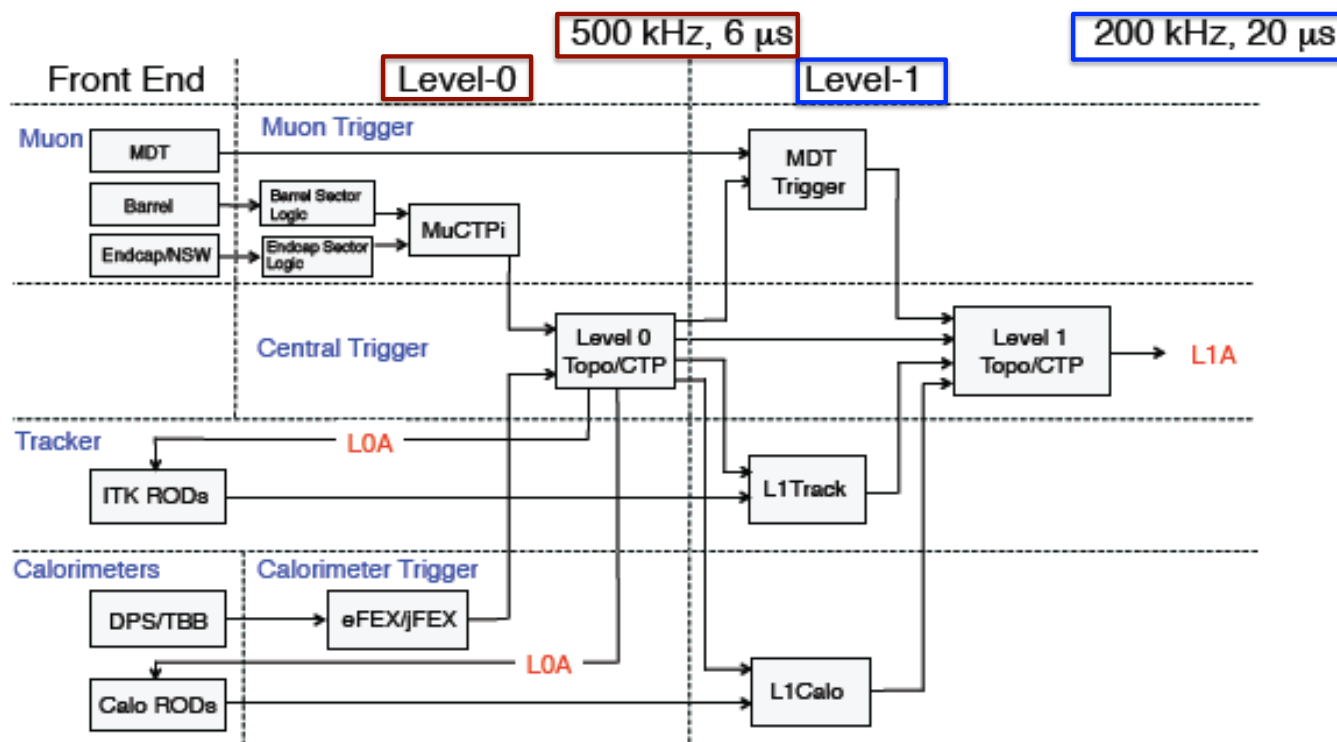 500 kHz, 6 μs
200 kHz, 20 μs
Front End
Level-0
Level-1
Muon
Muon Trigger
MDT
MDT
Trigger
Barrel
Barrel Sector
Logic
MuCTPi
Endcap/NSW
Endcap Sector
Logic
Central Trigger
Level 0
Topo/CTP
Level 1
Topo/CTP
L1A
Tracker
L0A
ITK RODs
L1Track
Calorimeters
Calorimeter Trigger
DPS/TBB
eFEX/jFEX
L0A
Calo RODs
L1Calo